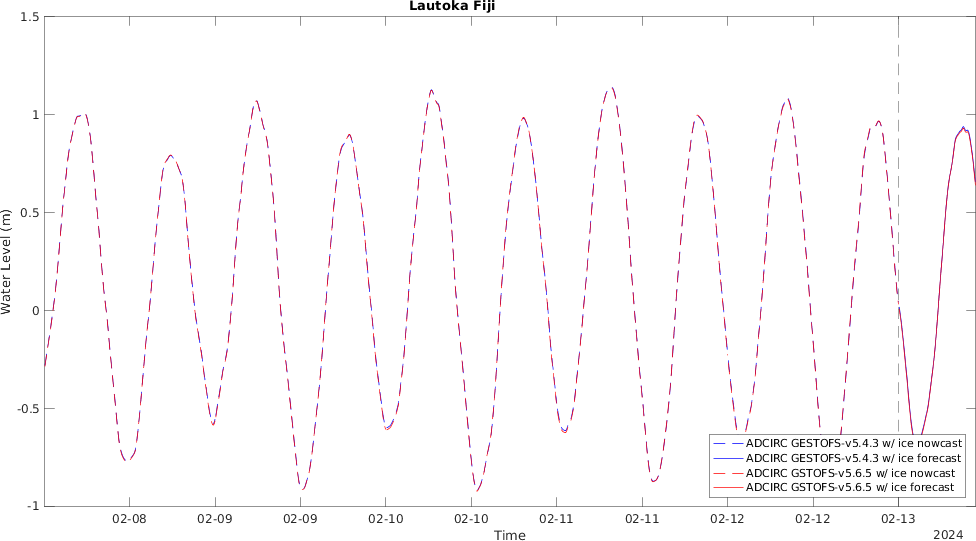 Lautoka Fiji
1.5
1
0.5
0
-0.5
-1
Water Level (m)
ADCIRC GESTOFS-v5.4.3 w/ ice nowcast
ADCIRC GESTOFS-v5.4.3 w/ ice forecast
ADCIRC GSTOFS-v5.6.5 w/ ice nowcast
ADCIRC GSTOFS-v5.6.5 w/ ice forecast
02-08 02-09 02-09 02-10 02-10 02-11 02-11 02-12 02-12 02-13
Time
2024